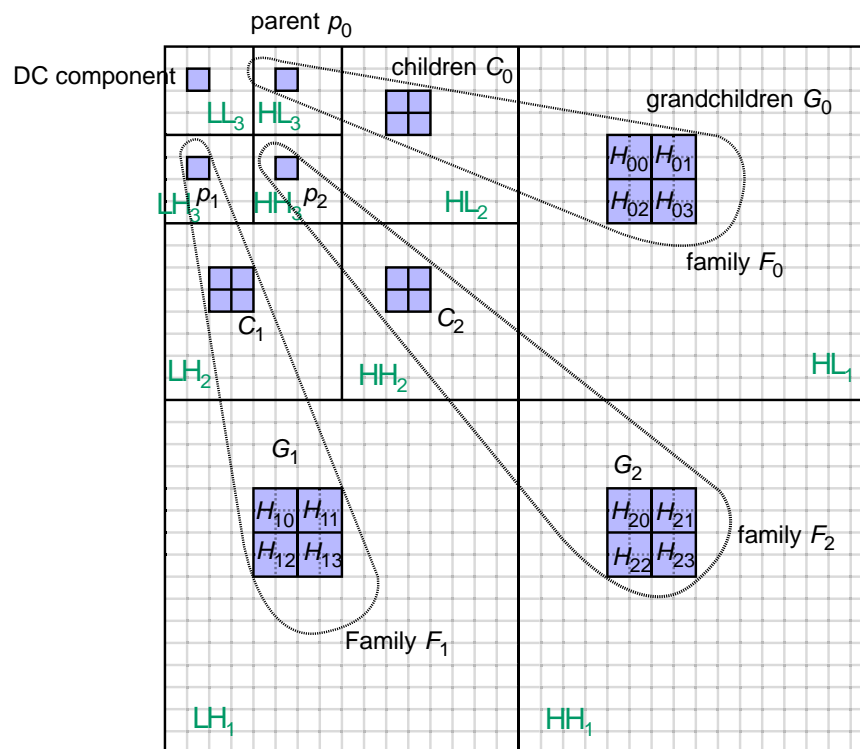 parent p₀
DC component
children C₀
grandchildren G₀
LL₃
HL₃
H₀₀ H₀₁
H₀₂ H₀₃
LH₃
p₁
HH₃
p₂
HL₂
family F₀
C₁
C₂
LH₂
HH₂
HL₁
G₁
G₂
H₁₀ H₁₁
H₁₂ H₁₃
H₂₀ H₂₁
H₂₂ H₂₃
family F₂
Family F₁
LH₁
HH₁